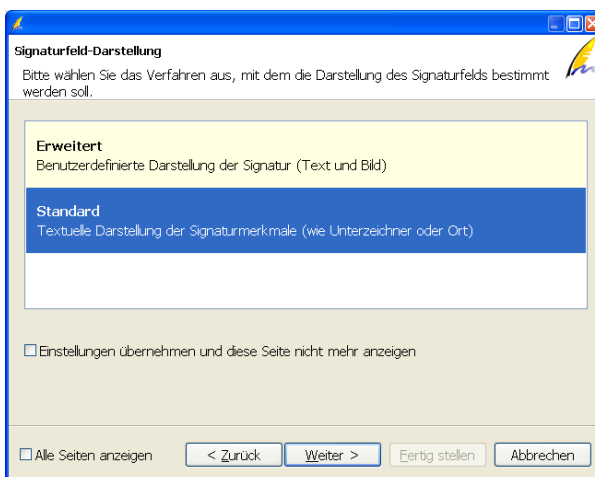 Signaturfeld-Darstellung
Bitte wählen Sie das Verfahren aus, mit dem die Darstellung des Signaturfelds bestimmt
werden soll.
Erweitert
Benutzerdefinierte Darstellung der Signatur (Text und Bild)
Standard
Textuelle Darstellung der Signaturmerkmale (wie Unterzeichner oder Ort)
Einstellungen übernehmen und diese Seite nicht mehr anzeigen
Alle Seiten anzeigen < Zurück Weiter > Fertig stellen Abbrechen